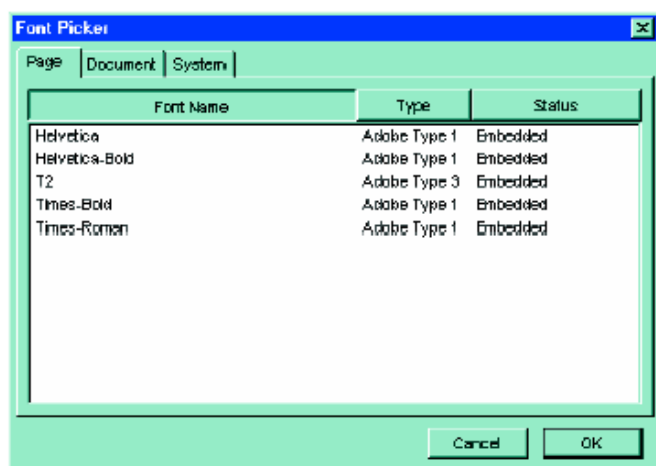 Font Picker
Page Document System
Font Name Type Status
Helvetica Adobe Type 1 Embedded
Helvetica-Bold Adobe Type 1 Embedded
T2 Adobe Type 3 Embedded
Times-Bold Adobe Type 1 Embedded
Times-Roman Adobe Type 1 Embedded
Cancel OK